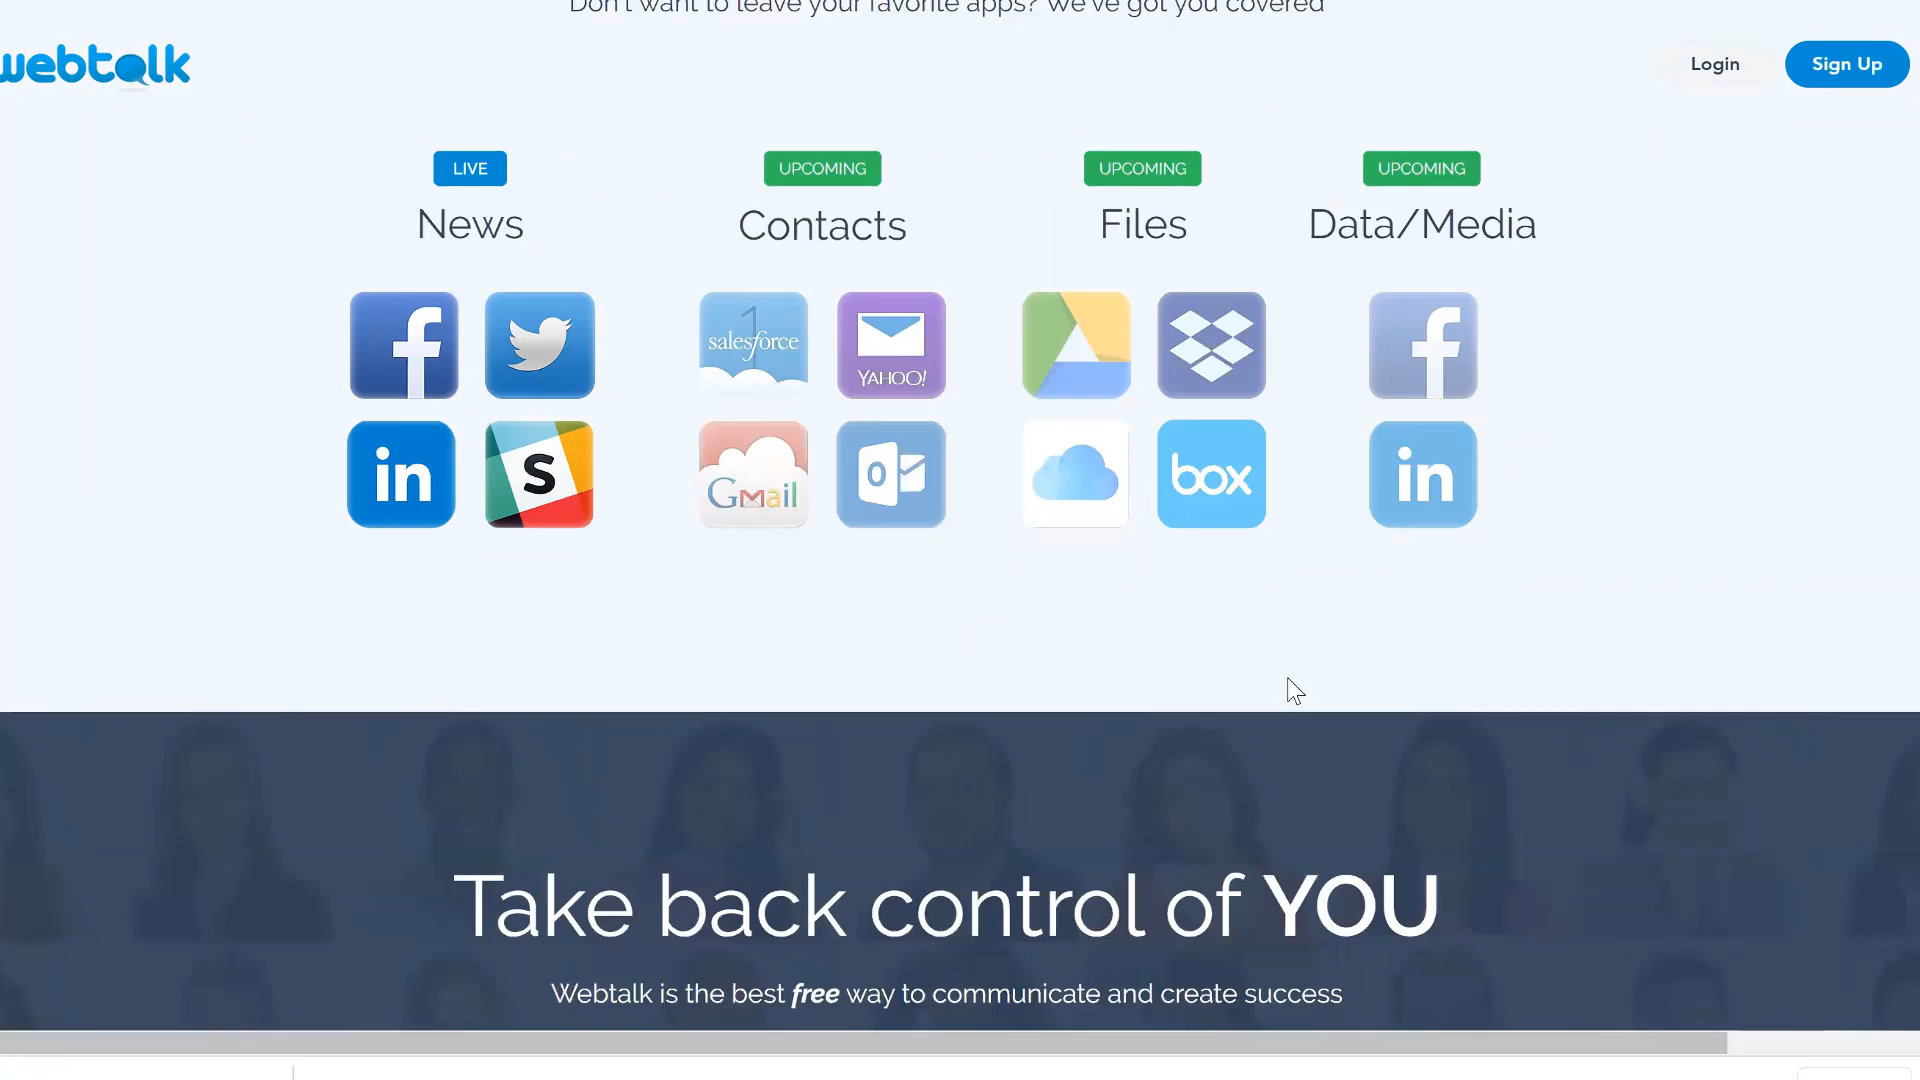 Don't want to leave your favorite apps? We've got you covered
webtalk
Login
Sign Up
LIVE
UPCOMING
UPCOMING
UPCOMING
News
Contacts
Files
Data/Media
f
1
salesforce
YAHOO!
f
in
S
Gmail
O
box
in
Take back control of YOU
Webtalk is the best free way to communicate and create success